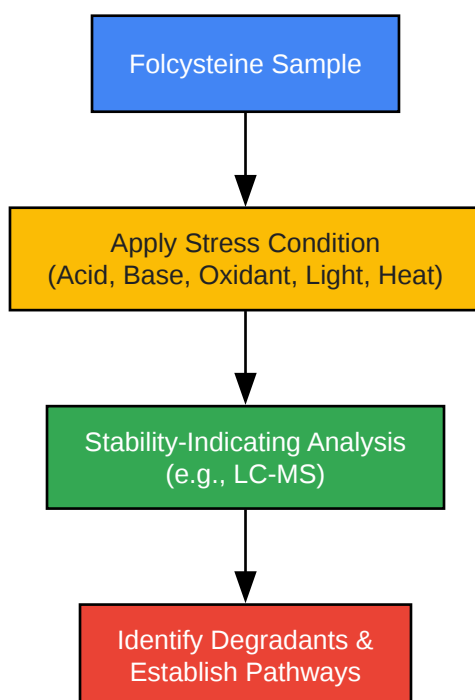 Folcysteine Sample
Apply Stress Condition
(Acid, Base, Oxidant, Light, Heat)
Stability-Indicating Analysis
(e.g., LC-MS)
Identify Degradants &
Establish Pathways